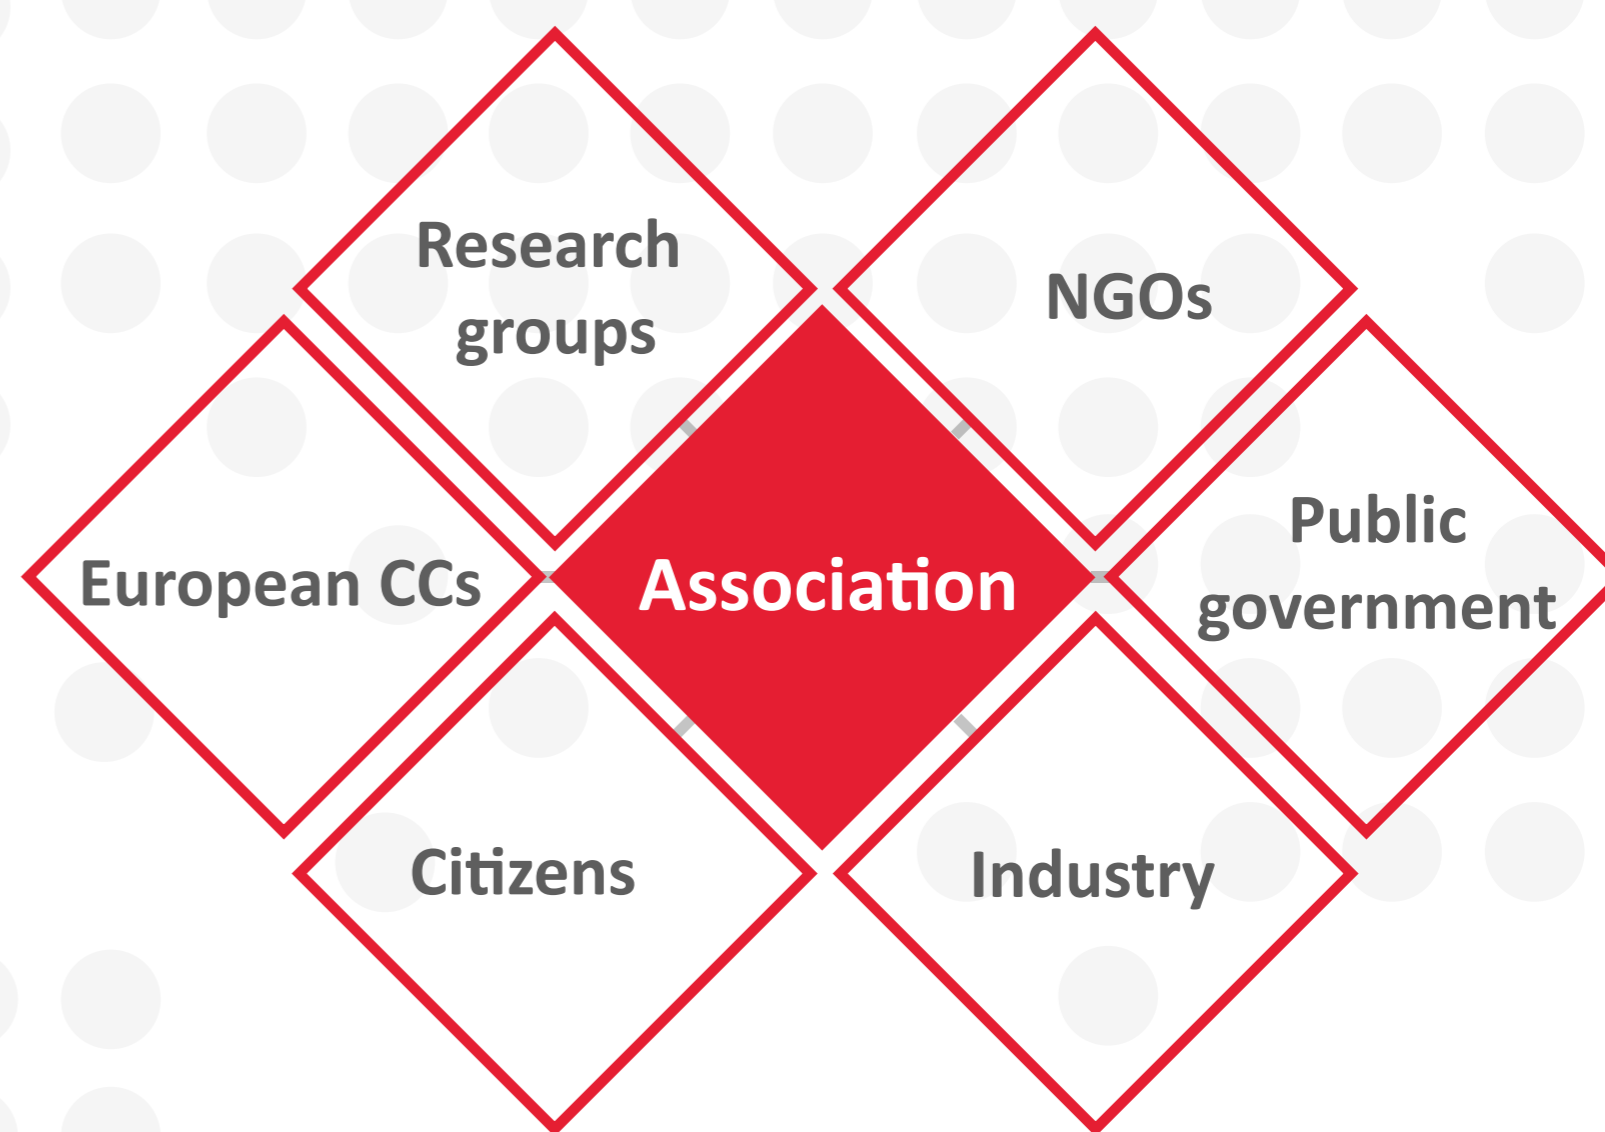 Research
groups
NGOs
European CCs
Association
Public
government
Citizens
Industry